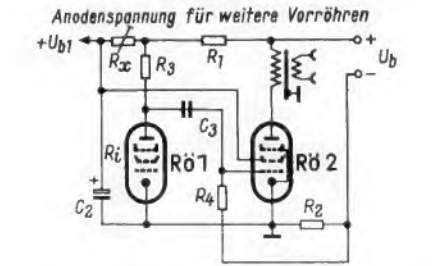 Anodenspannung für weitere Vorröhren
+Ub1 Rx R3 R1 + Ub −
Ri Rö1 C3 Rö2
+ C2 R4 R2